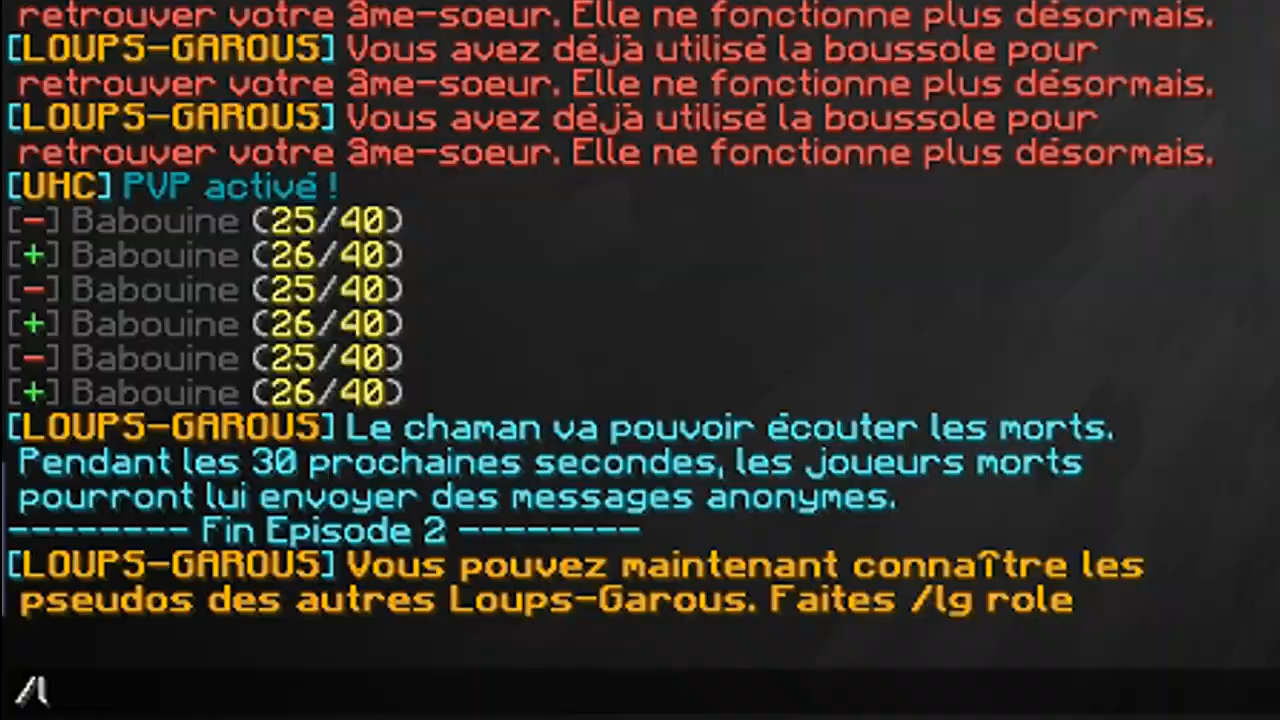 retrouver votre âme-soeur. Elle ne fonctionne plus désormais.
[LOUPS-GAROUS] Vous avez déjà utilisé la boussole pour
retrouver votre âme-soeur. Elle ne fonctionne plus désormais.
[LOUPS-GAROUS] Vous avez déjà utilisé la boussole pour
retrouver votre âme-soeur. Elle ne fonctionne plus désormais.
[UHC] PVP activé !
[-] Babouine (25/40)
[+] Babouine (26/40)
[-] Babouine (25/40)
[+] Babouine (26/40)
[-] Babouine (25/40)
[+] Babouine (26/40)
[LOUPS-GAROUS] Le chaman va pouvoir écouter les morts.
Pendant les 30 prochaines secondes, les joueurs morts
pourront lui envoyer des messages anonymes.
-------- Fin Episode 2 --------
[LOUPS-GAROUS] Vous pouvez maintenant connaître les
pseudos des autres Loups-Garous. Faites /lg role
/l